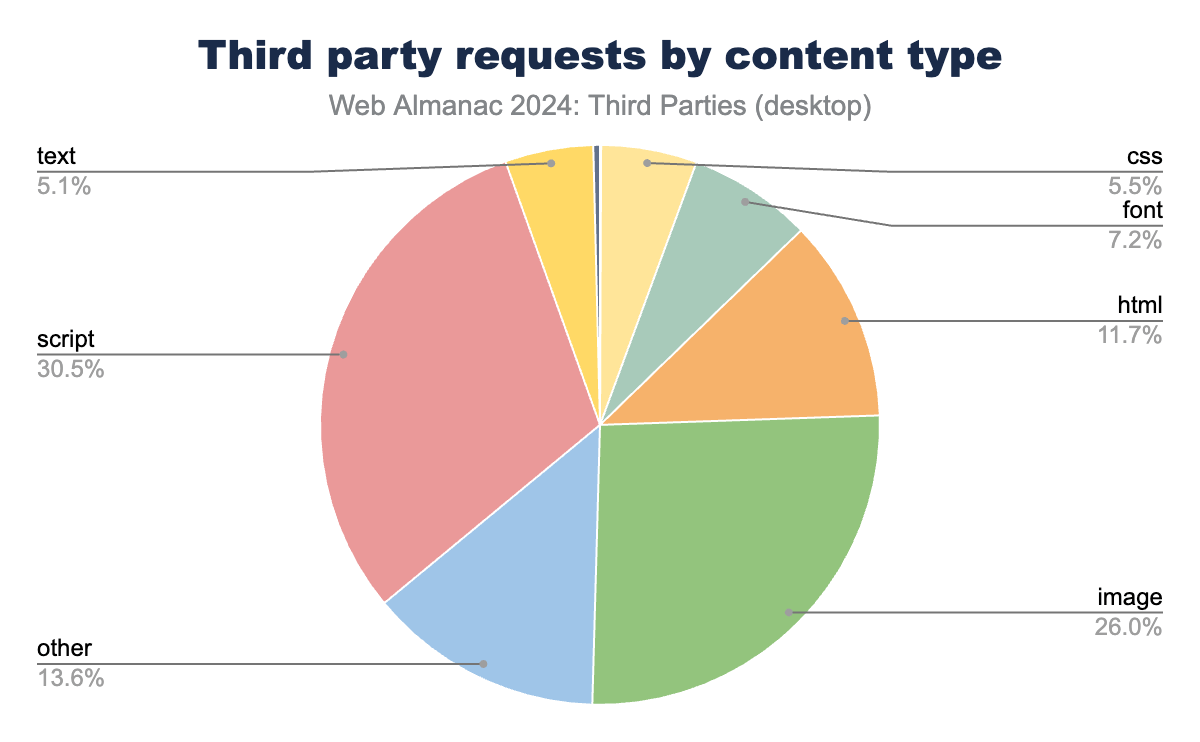 Third party requests by content type
Web Almanac 2024: Third Parties (desktop)
text
5.1%
script
30.5%
other
13.6%
css
5.5%
font
7.2%
html
11.7%
image
26.0%